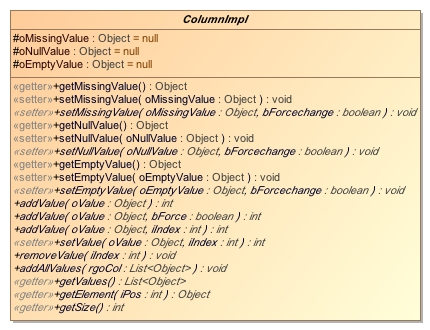 ColumnImpl
#oMissingValue : Object = null
#oNullValue : Object = null
#oEmptyValue : Object = null
«getter»+getMissingValue() : Object
«setter»+setMissingValue( oMissingValue : Object ) : void
«setter»+setMissingValue( oMissingValue : Object, bForcechange : boolean ) : void
«getter»+getNullValue() : Object
«setter»+setNullValue( oNullValue : Object ) : void
«setter»+setNullValue( oNullValue : Object, bForcechange : boolean ) : void
«getter»+getEmptyValue() : Object
«setter»+setEmptyValue( oEmptyValue : Object ) : void
«setter»+setEmptyValue( oEmptyValue : Object, bForcechange : boolean ) : void
+addValue( oValue : Object ) : int
+addValue( oValue : Object, bForce : boolean ) : int
+addValue( oValue : Object, iIndex : int ) : int
«setter»+setValue( oValue : Object, iIndex : int ) : int
+removeValue( iIndex : int ) : void
+addAllValues( rgoCol : List<Object> ) : void
«getter»+getValues() : List<Object>
«getter»+getElement( iPos : int ) : Object
«getter»+getSize() : int